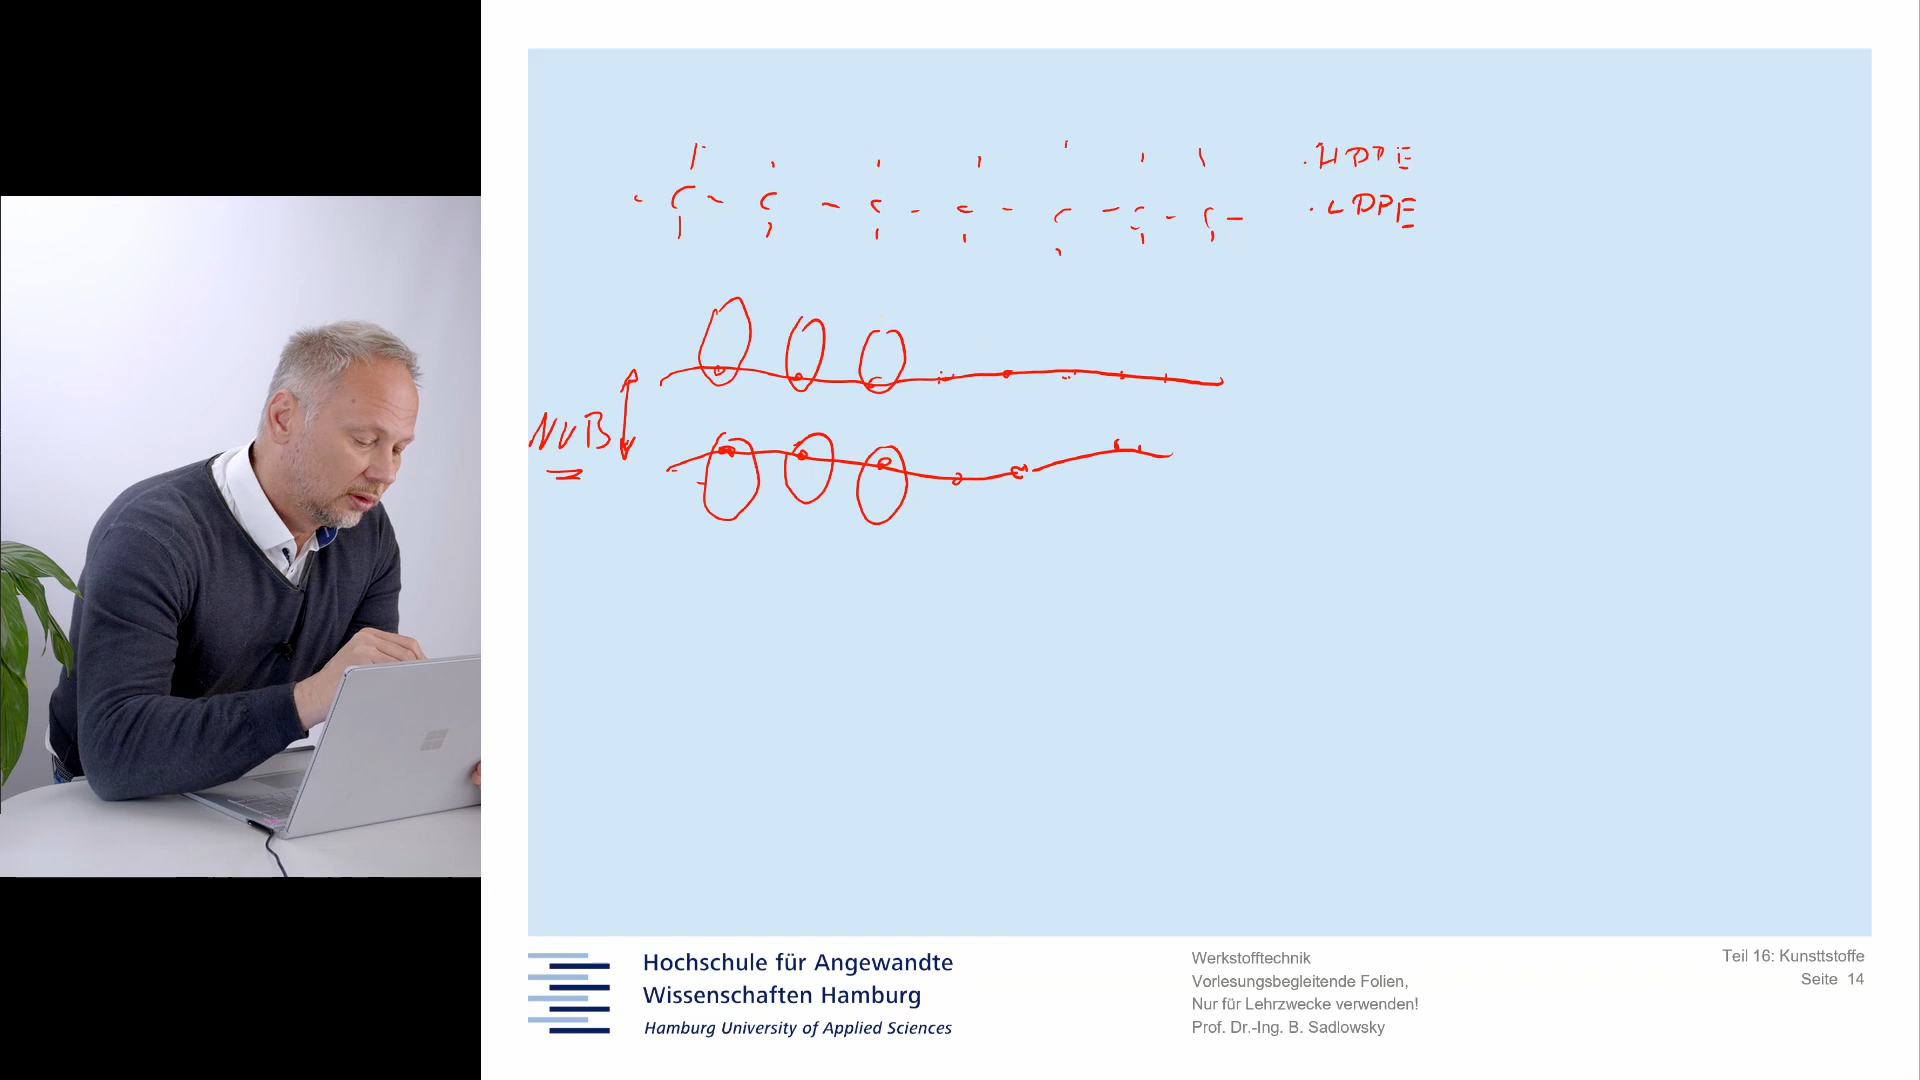 · HDPE
- C - C - C - C - C - C - C -
· LDPE
NVB
Hochschule für Angewandte
Wissenschaften Hamburg
Hamburg University of Applied Sciences
Werkstofftechnik
Vorlesungsbegleitende Folien,
Nur für Lehrzwecke verwenden!
Prof. Dr.-Ing. B. Sadlowsky
Teil 16: Kunsttstoffe
Seite 14